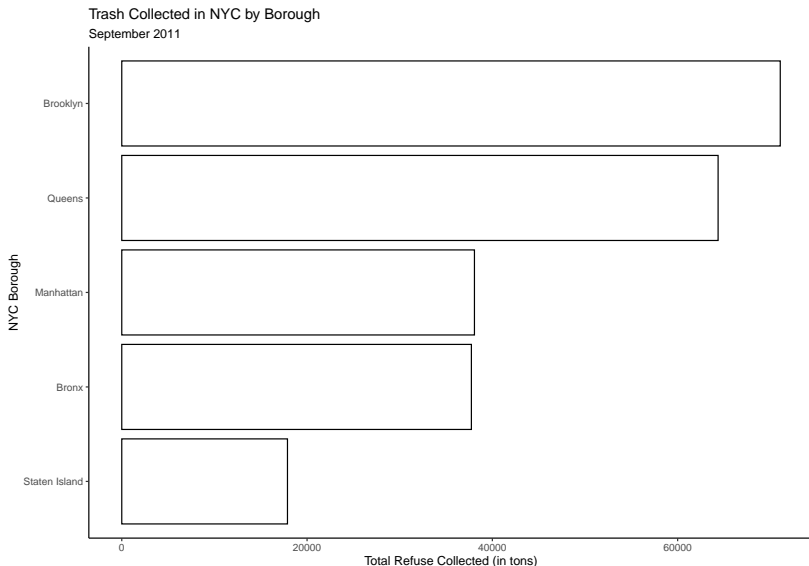 Trash Collected in NYC by Borough
September 2011
NYC Borough
Brooklyn
Queens
Manhattan
Bronx
Staten Island
0 20000 40000 60000
Total Refuse Collected (in tons)